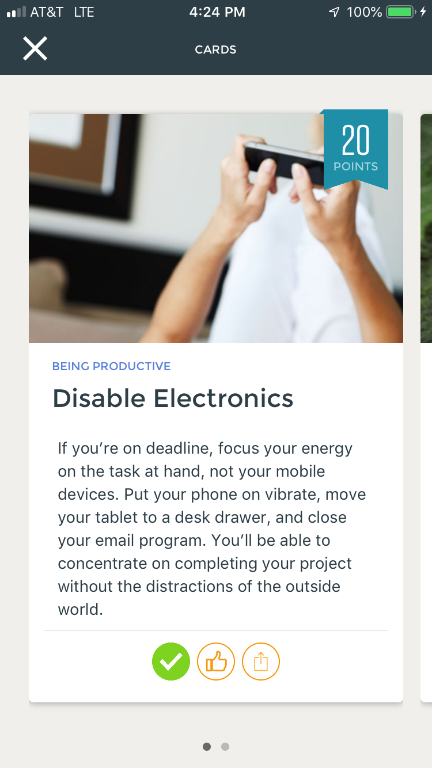 AT&T LTE 4:24 PM 100%
CARDS
20
POINTS
BEING PRODUCTIVE
Disable Electronics
If you’re on deadline, focus your energy
on the task at hand, not your mobile
devices. Put your phone on vibrate, move
your tablet to a desk drawer, and close
your email program. You’ll be able to
concentrate on completing your project
without the distractions of the outside
world.